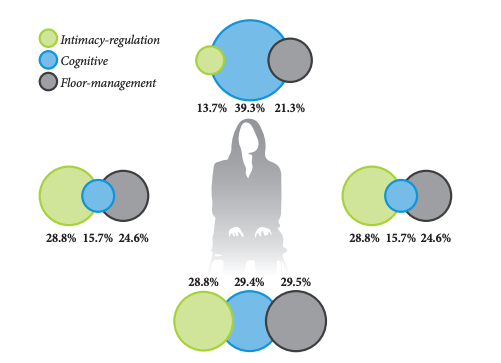 Intimacy-regulation
Cognitive
Floor-management
13.7% 39.3% 21.3%
28.8% 15.7% 24.6%
28.8% 15.7% 24.6%
28.8% 29.4% 29.5%